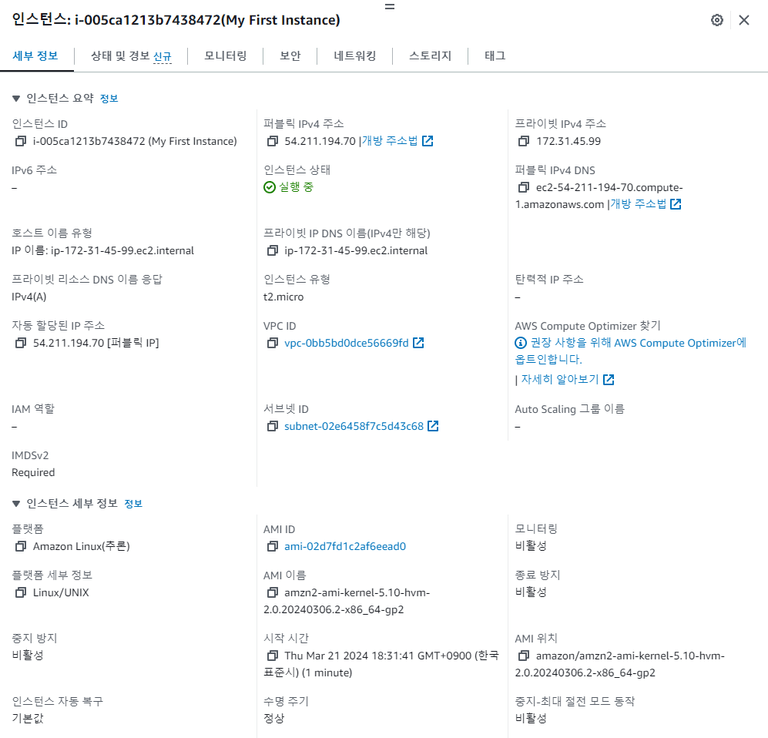 인스턴스: i-005ca1213b7438472(My First Instance)
세부 정보 상태 및 경보 신규 모니터링 보안 네트워킹 스토리지 태그
▼ 인스턴스 요약 정보
인스턴스 ID
i-005ca1213b7438472 (My First Instance)
퍼블릭 IPv4 주소
54.211.194.70 |개방 주소법
프라이빗 IPv4 주소
172.31.45.99
IPv6 주소
–
인스턴스 상태
실행 중
퍼블릭 IPv4 DNS
ec2-54-211-194-70.compute-
1.amazonaws.com |개방 주소법
호스트 이름 유형
IP 이름: ip-172-31-45-99.ec2.internal
프라이빗 IP DNS 이름(IPv4만 해당)
ip-172-31-45-99.ec2.internal
프라이빗 리소스 DNS 이름 응답
IPv4(A)
인스턴스 유형
t2.micro
탄력적 IP 주소
–
자동 할당된 IP 주소
54.211.194.70 [퍼블릭 IP]
VPC ID
vpc-0bb5bd0dce56669fd
AWS Compute Optimizer 찾기
권장 사항을 위해 AWS Compute Optimizer에
옵트인합니다.
| 자세히 알아보기
IAM 역할
–
서브넷 ID
subnet-02e6458f7c5d43c68
Auto Scaling 그룹 이름
–
IMDSv2
Required
▼ 인스턴스 세부 정보 정보
플랫폼
Amazon Linux(추론)
AMI ID
ami-02d7fd1c2af6eead0
모니터링
비활성
플랫폼 세부 정보
Linux/UNIX
AMI 이름
amzn2-ami-kernel-5.10-hvm-
2.0.20240306.2-x86_64-gp2
종료 방지
비활성
중지 방지
비활성
시작 시간
Thu Mar 21 2024 18:31:41 GMT+0900 (한국
표준시) (1 minute)
AMI 위치
amazon/amzn2-ami-kernel-5.10-hvm-
2.0.20240306.2-x86_64-gp2
인스턴스 자동 복구
기본값
수명 주기
정상
중지-최대 절전 모드 동작
비활성